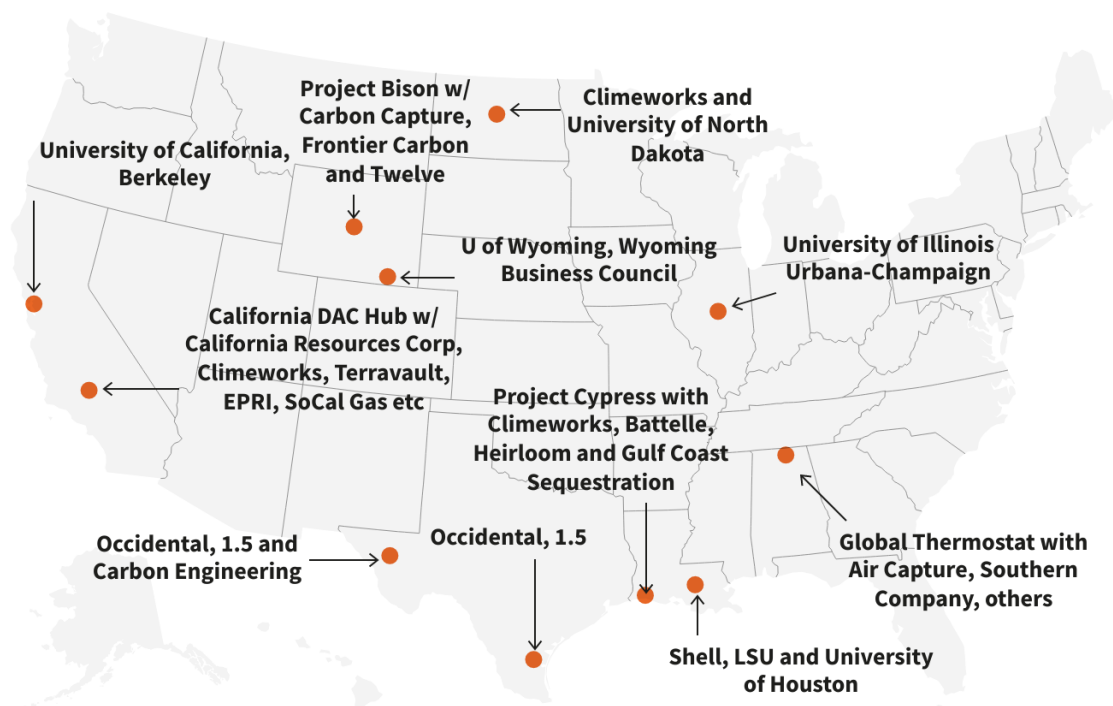 Project Bison w/
Carbon Capture,
Frontier Carbon
and Twelve
Climeworks and
University of North
Dakota
University of California,
Berkeley
U of Wyoming, Wyoming
Business Council
University of Illinois
Urbana-Champaign
California DAC Hub w/
California Resources Corp,
Climeworks, Terravault,
EPRI, SoCal Gas etc
Project Cypress with
Climeworks, Battelle,
Heirloom and Gulf Coast
Sequestration
Occidental, 1.5 and
Carbon Engineering
Occidental, 1.5
Global Thermostat with
Air Capture, Southern
Company, others
Shell, LSU and University
of Houston